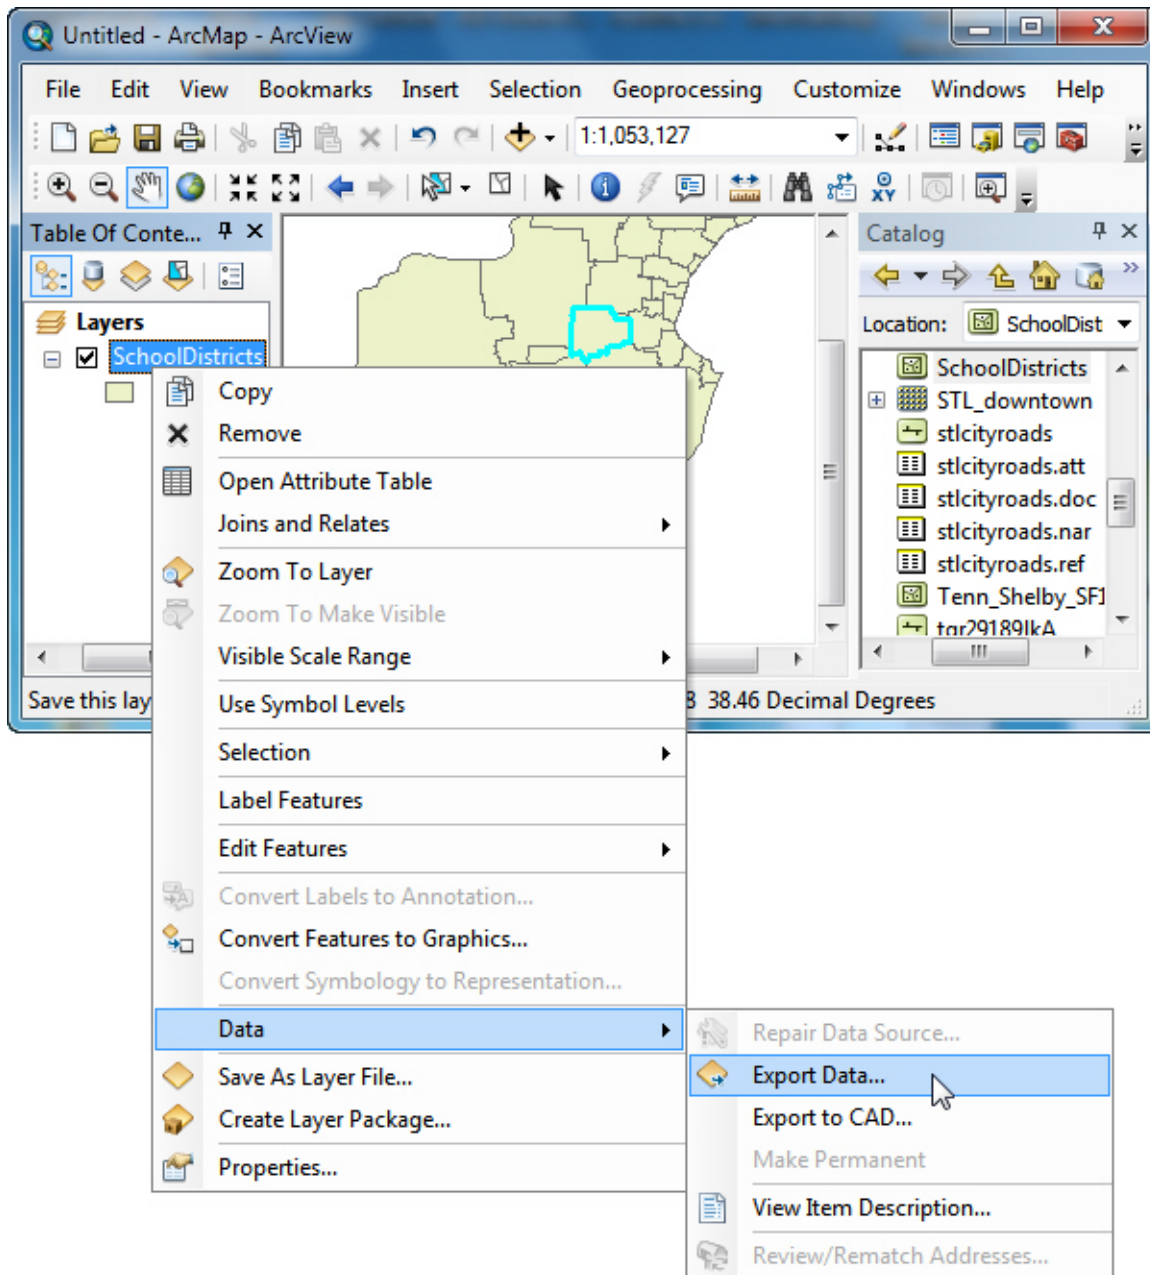 Untitled - ArcMap - ArcView
File Edit View Bookmarks Insert Selection Geoprocessing Customize Windows Help
1:1,053,127
XY
Table Of Conte...
Layers
SchoolDistricts
Catalog
Location: SchoolDist
SchoolDistricts
STL_downtown
stlcityroads
stlcityroads.att
stlcityroads.doc
stlcityroads.nar
stlcityroads.ref
Tenn_Shelby_SF1
tgr29189lkA
Copy
Remove
Open Attribute Table
Joins and Relates
Zoom To Layer
Zoom To Make Visible
Visible Scale Range
Use Symbol Levels
Selection
Label Features
Edit Features
Convert Labels to Annotation...
Convert Features to Graphics...
Convert Symbology to Representation...
Data
Save As Layer File...
Create Layer Package...
Properties...
Save this lay
8 38.46 Decimal Degrees
Repair Data Source...
Export Data...
Export to CAD...
Make Permanent
View Item Description...
Review/Rematch Addresses...